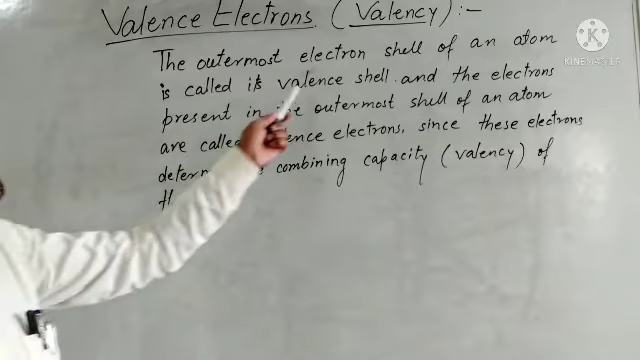 Valence Electrons. (Valency) :-
The outermost electron shell of an atom
is called its valence shell. and the electrons
present in outermost shell of an atom
are called electrons, since these electrons
combining capacity (valency) of
KINEMASTER